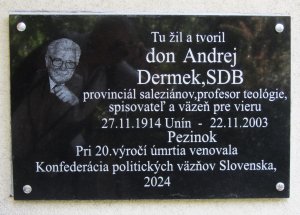 Tu žil a tvoril
don Andrej
Dermek,SDB
provinciál saleziánov,profesor teológie,
spisovateľ a väzeň pre vieru
27.11.1914 Unín - 22.11.2003
Pezinok
Pri 20.výročí úmrtia venovala
Konfederácia politických väzňov Slovenska,
2024